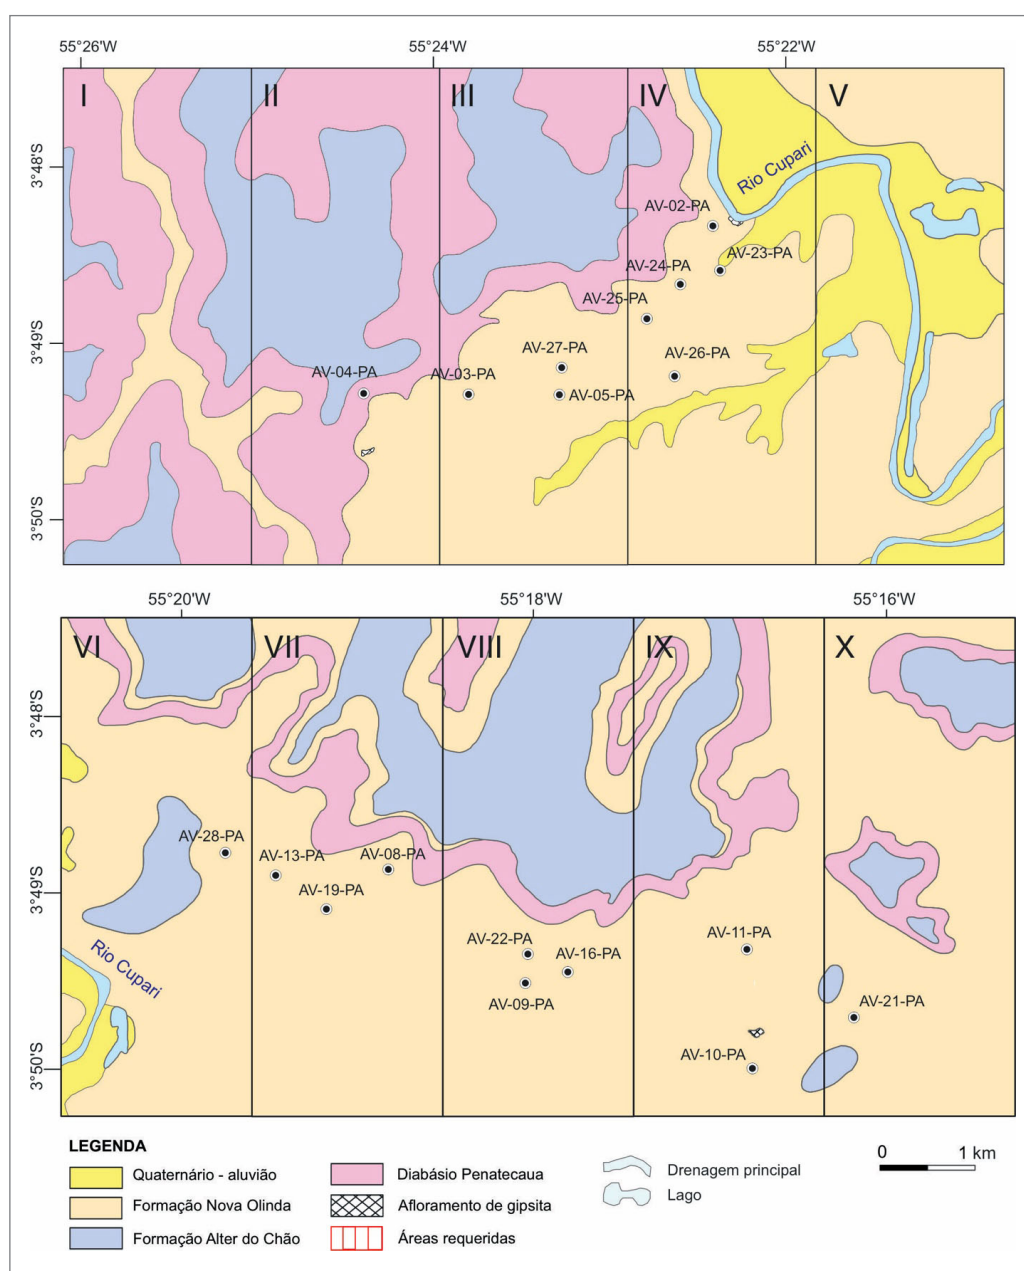 55°26'W 55°24'W 55°22'W
I II III IV V
3°48'S
Rio Cupari
AV-02-PA
AV-23-PA
AV-24-PA
AV-25-PA
3°49'S
AV-27-PA AV-26-PA
AV-04-PA AV-03-PA
AV-05-PA
3°50'S
55°20'W 55°18'W 55°16'W
VI VII VIII IX X
3°48'S
AV-28-PA
AV-13-PA AV-08-PA
3°49'S
AV-19-PA
AV-22-PA AV-11-PA
Rio Cupari
AV-16-PA
AV-09-PA
AV-21-PA
AV-10-PA
3°50'S
LEGENDA
Quaternário - aluvião
Formação Nova Olinda
Formação Alter do Chão
Diabásio Penatecaua
Afloramento de gipsita
Áreas requeridas
Drenagem principal
Lago
0 1 km